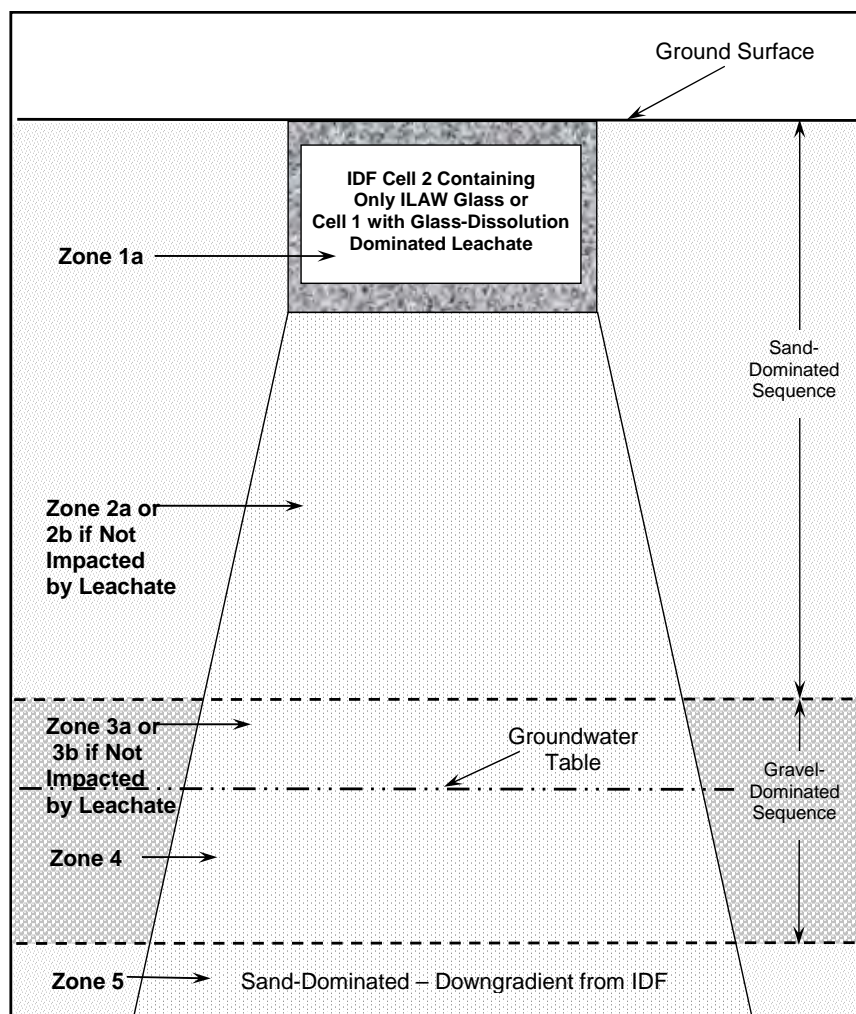 Ground Surface
IDF Cell 2 Containing
Only ILAW Glass or
Cell 1 with Glass-Dissolution
Dominated Leachate
Zone 1a
Sand-
Dominated
Sequence
Zone 2a or
2b if Not
Impacted
by Leachate
Zone 3a or
3b if Not
Impacted
by Leachate
Groundwater
Table
Gravel-
Dominated
Sequence
Zone 4
Zone 5
Sand-Dominated – Downgradient from IDF